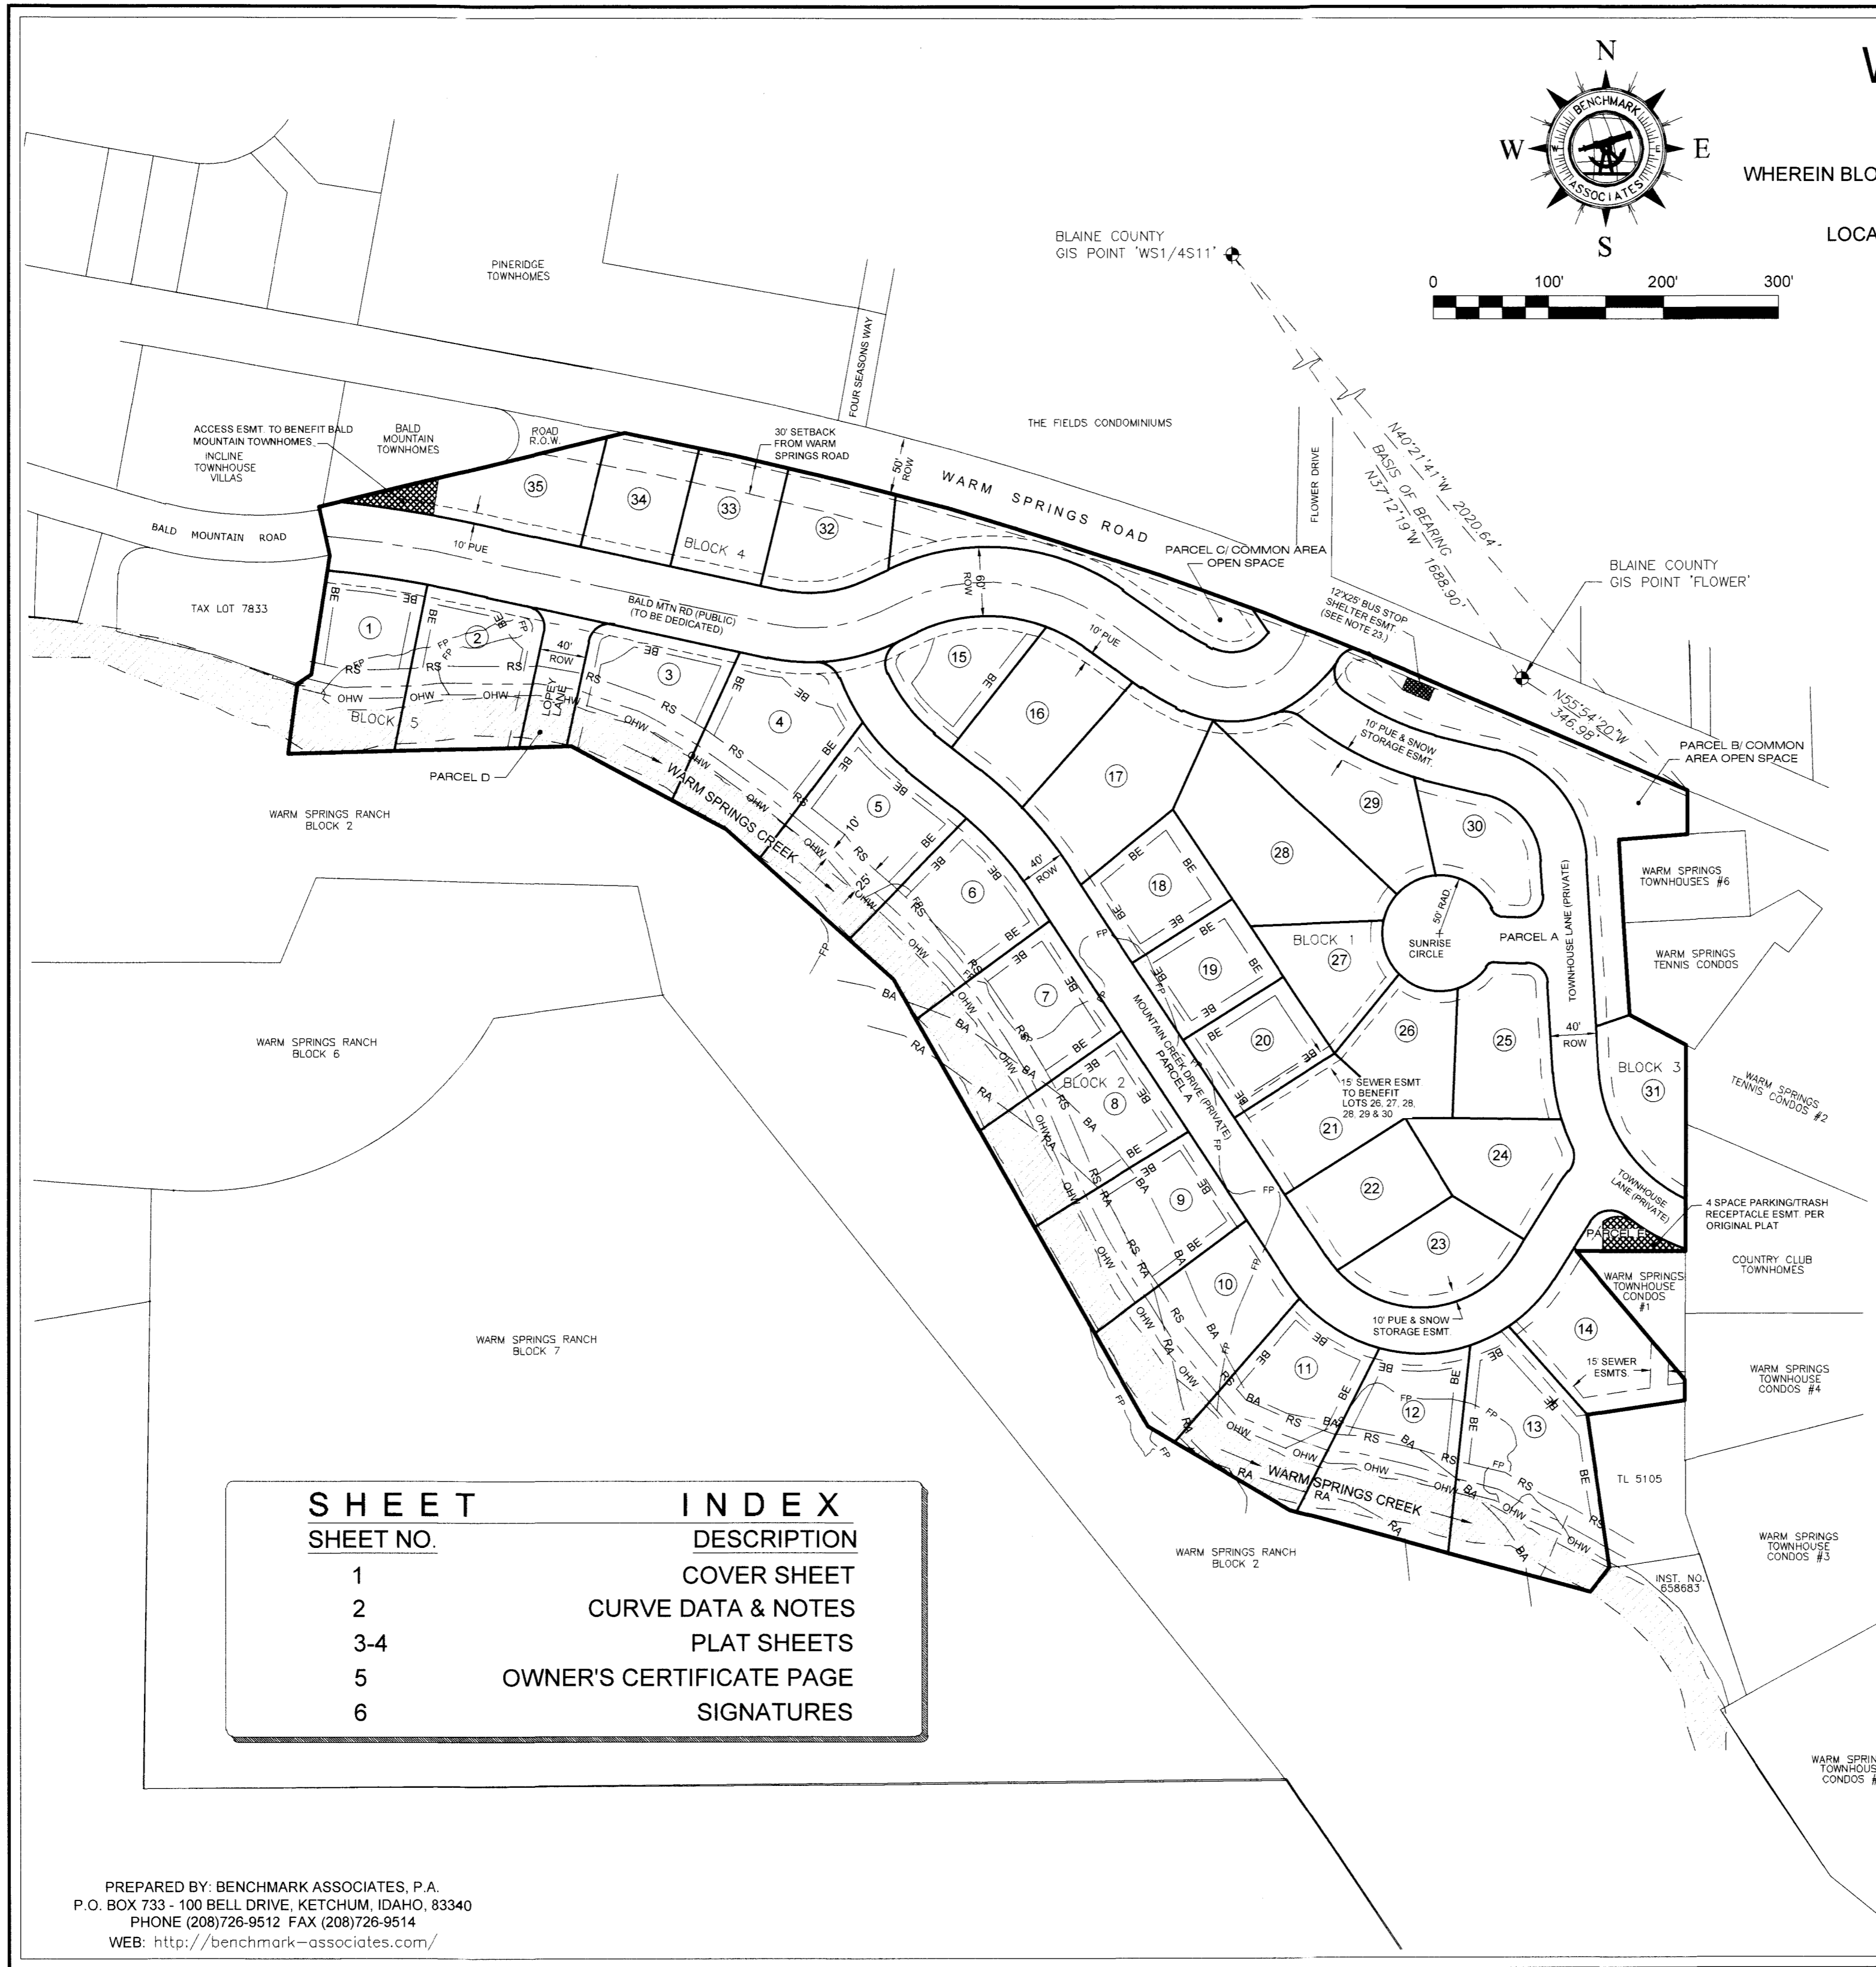 N
W
E
S
BENCHMARK
ASSOCIATES
WHEREIN BLO
LOCA
0 100' 200' 300'
BLAINE COUNTY
GIS POINT 'WS1/4S11'
PINERIDGE
TOWNHOMES
FOUR SEASONS WAY
THE FIELDS CONDOMINIUMS
FLOWER DRIVE
N40°21'41"W 2020.64'
BASIS OF BEARING
N37°12'19"W 1688.90'
BLAINE COUNTY
GIS POINT 'FLOWER'
N55°54'20"W
346.98'
ACCESS ESMT. TO BENEFIT BALD
MOUNTAIN TOWNHOMES
INCLINE
TOWNHOUSE
VILLAS
BALD
MOUNTAIN
TOWNHOMES
ROAD
R.O.W.
30' SETBACK
FROM WARM
SPRINGS ROAD
50'
ROW
WARM SPRINGS ROAD
PARCEL C/ COMMON AREA
OPEN SPACE
12'X25' BUS STOP
SHELTER ESMT.
(SEE NOTE 23.)
PARCEL B/ COMMON
AREA OPEN SPACE
BALD MOUNTAIN ROAD
10' PUE
35
34
33
32
BLOCK 4
60'
ROW
BALD MTN RD (PUBLIC)
(TO BE DEDICATED)
10' PUE
TAX LOT 7833
1
2
40'
ROW
LOPEY
LANE
3
4
BLOCK 5
PARCEL D
WARM SPRINGS CREEK
WARM SPRINGS RANCH
BLOCK 2
15
16
17
10' PUE & SNOW
STORAGE ESMT.
29
30
28
5
10'
25'
6
40'
ROW
18
BLOCK 1
27
50' RAD.
SUNRISE
CIRCLE
PARCEL A
TOWNHOUSE LANE (PRIVATE)
WARM SPRINGS
TOWNHOUSES #6
WARM SPRINGS
TENNIS CONDOS
7
19
20
26
25
40'
ROW
MOUNTAIN CREEK DRIVE (PRIVATE)
PARCEL A
BLOCK 2
8
15' SEWER ESMT
TO BENEFIT
LOTS 26, 27, 28,
28, 29 & 30
BLOCK 3
31
WARM SPRINGS
TENNIS CONDOS #2
WARM SPRINGS RANCH
BLOCK 6
21
22
24
9
23
10
TOWNHOUSE
LANE (PRIVATE)
4 SPACE PARKING/TRASH
RECEPTACLE ESMT. PER
ORIGINAL PLAT
PARCEL E
COUNTRY CLUB
TOWNHOMES
WARM SPRINGS
TOWNHOUSE
CONDOS
#1
10' PUE & SNOW
STORAGE ESMT.
14
15' SEWER
ESMTS.
WARM SPRINGS
TOWNHOUSE
CONDOS #4
11
12
13
WARM SPRINGS CREEK
TL 5105
WARM SPRINGS RANCH
BLOCK 7
WARM SPRINGS RANCH
BLOCK 2
WARM SPRINGS
TOWNHOUSE
CONDOS #3
INST. NO.
658683
WARM SPRIN
TOWNHOUS
CONDOS #
SHEET INDEX
SHEET NO. DESCRIPTION
1 COVER SHEET
2 CURVE DATA & NOTES
3-4 PLAT SHEETS
5 OWNER'S CERTIFICATE PAGE
6 SIGNATURES
PREPARED BY: BENCHMARK ASSOCIATES, P.A.
P.O. BOX 733 - 100 BELL DRIVE, KETCHUM, IDAHO, 83340
PHONE (208)726-9512 FAX (208)726-9514
WEB: http://benchmark-associates.com/